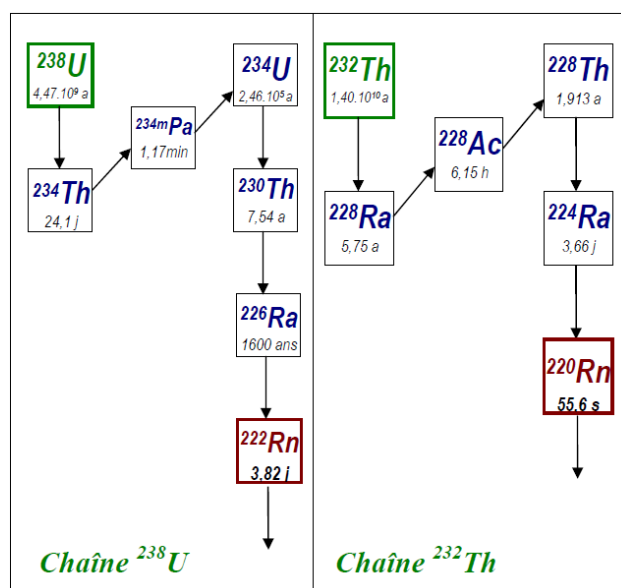 ²³⁸U
4,47.10⁹ a
²³⁴Th
24,1 j
²³⁴ᵐPa
1,17min
²³⁴U
2,46.10⁵a
²³⁰Th
7,54 a
²²⁶Ra
1600 ans
²²²Rn
3,82 j
Chaîne ²³⁸U
²³²Th
1,40.10¹⁰a
²²⁸Ra
5,75 a
²²⁸Ac
6,15 h
²²⁸Th
1,913 a
²²⁴Ra
3,66 j
²²⁰Rn
55,6 s
Chaîne ²³²Th